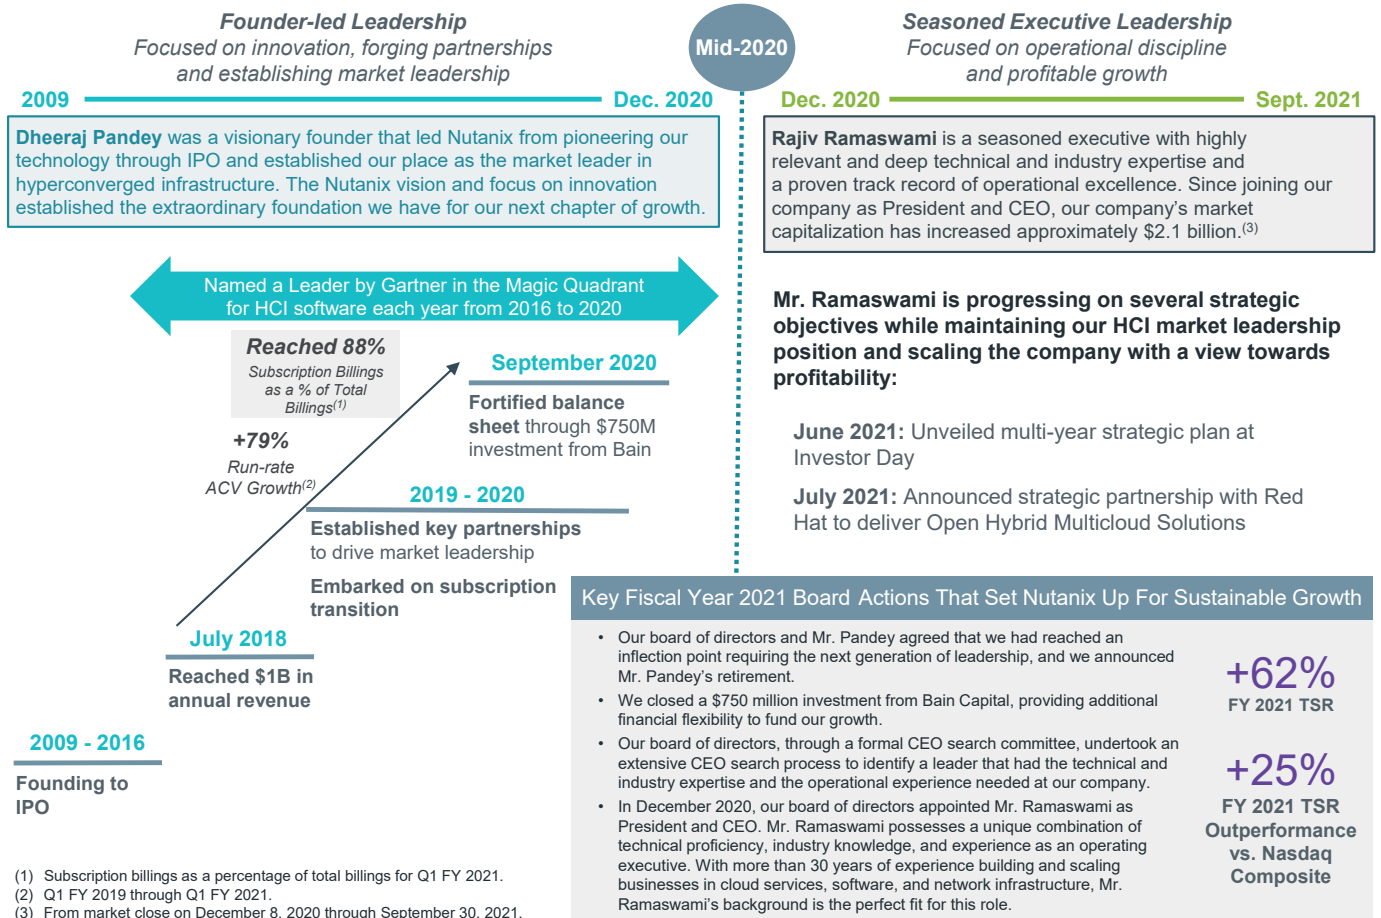 Founder-led Leadership
Focused on innovation, forging partnerships
and establishing market leadership
2009
Dec. 2020
Mid-2020
Seasoned Executive Leadership
Focused on operational discipline
and profitable growth
Dec. 2020
Sept. 2021
Dheeraj Pandey was a visionary founder that led Nutanix from pioneering our
technology through IPO and established our place as the market leader in
hyperconverged infrastructure. The Nutanix vision and focus on innovation
established the extraordinary foundation we have for our next chapter of growth.
Rajiv Ramaswami is a seasoned executive with highly
relevant and deep technical and industry expertise and
a proven track record of operational excellence. Since joining our
company as President and CEO, our company's market
capitalization has increased approximately $2.1 billion.(3)
Named a Leader by Gartner in the Magic Quadrant
for HCI software each year from 2016 to 2020
Reached 88%
Subscription Billings
as a % of Total
Billings(1)
+79%
Run-rate
ACV Growth(2)
September 2020
Fortified balance
sheet through $750M
investment from Bain
2019 - 2020
Established key partnerships
to drive market leadership
Embarked on subscription
transition
July 2018
Reached $1B in
annual revenue
2009 - 2016
Founding to
IPO
Mr. Ramaswami is progressing on several strategic
objectives while maintaining our HCI market leadership
position and scaling the company with a view towards
profitability:
June 2021: Unveiled multi-year strategic plan at
Investor Day
July 2021: Announced strategic partnership with Red
Hat to deliver Open Hybrid Multicloud Solutions
Key Fiscal Year 2021 Board Actions That Set Nutanix Up For Sustainable Growth
• Our board of directors and Mr. Pandey agreed that we had reached an
inflection point requiring the next generation of leadership, and we announced
Mr. Pandey's retirement.
• We closed a $750 million investment from Bain Capital, providing additional
financial flexibility to fund our growth.
• Our board of directors, through a formal CEO search committee, undertook an
extensive CEO search process to identify a leader that had the technical and
industry expertise and the operational experience needed at our company.
• In December 2020, our board of directors appointed Mr. Ramaswami as
President and CEO. Mr. Ramaswami possesses a unique combination of
technical proficiency, industry knowledge, and experience as an operating
executive. With more than 30 years of experience building and scaling
businesses in cloud services, software, and network infrastructure, Mr.
Ramaswami's background is the perfect fit for this role.
+62%
FY 2021 TSR
+25%
FY 2021 TSR
Outperformance
vs. Nasdaq
Composite
(1) Subscription billings as a percentage of total billings for Q1 FY 2021.
(2) Q1 FY 2019 through Q1 FY 2021.
(3) From market close on December 8, 2020 through September 30, 2021.